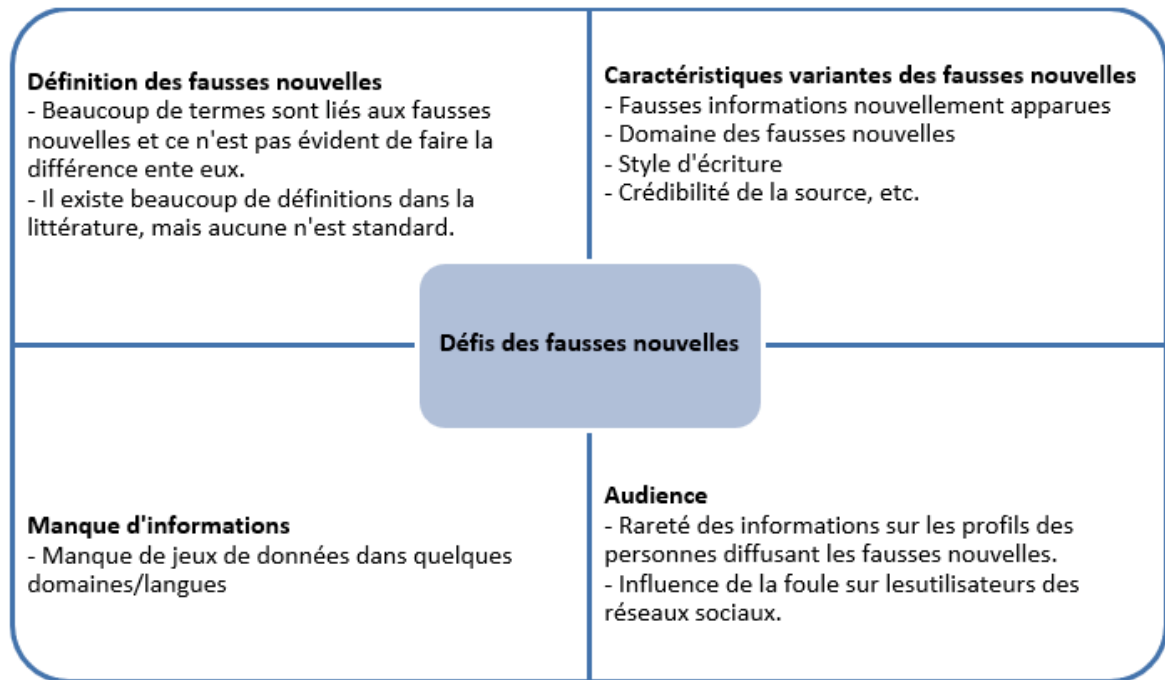 Définition des fausses nouvelles
- Beaucoup de termes sont liés aux fausses
nouvelles et ce n'est pas évident de faire la
différence ente eux.
- Il existe beaucoup de définitions dans la
littérature, mais aucune n'est standard.
Caractéristiques variantes des fausses nouvelles
- Fausses informations nouvellement apparues
- Domaine des fausses nouvelles
- Style d'écriture
- Crédibilité de la source, etc.
Défis des fausses nouvelles
Manque d'informations
- Manque de jeux de données dans quelques
domaines/langues
Audience
- Rareté des informations sur les profils des
personnes diffusant les fausses nouvelles.
- Influence de la foule sur lesutilisateurs des
réseaux sociaux.